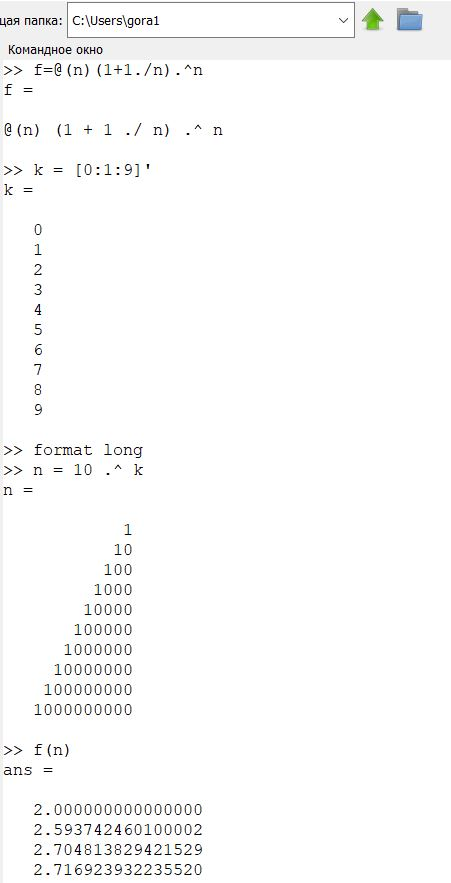 щая папка: C:\Users\gora1
Командное окно
>> f=@(n)(1+1./n).^n
f =
@(n) (1 + 1 ./ n) .^ n
>> k = [0:1:9]'
k =
0
1
2
3
4
5
6
7
8
9
>> format long
>> n = 10 .^ k
n =
1
10
100
1000
10000
100000
1000000
10000000
100000000
1000000000
>> f(n)
ans =
2.000000000000000
2.593742460100002
2.704813829421529
2.716923932235520